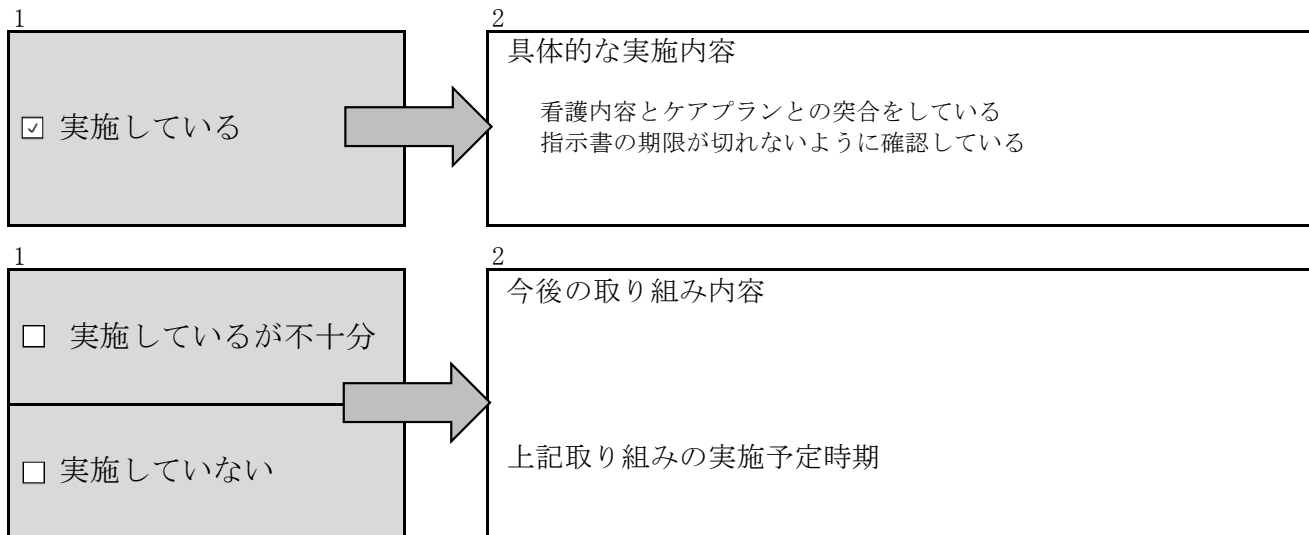 1
2
☑ 実施している
具体的な実施内容
看護内容とケアプランとの突合をしている
指示書の期限が切れないように確認している
1
2
☐ 実施しているが不十分
☐ 実施していない
今後の取り組み内容
上記取り組みの実施予定時期